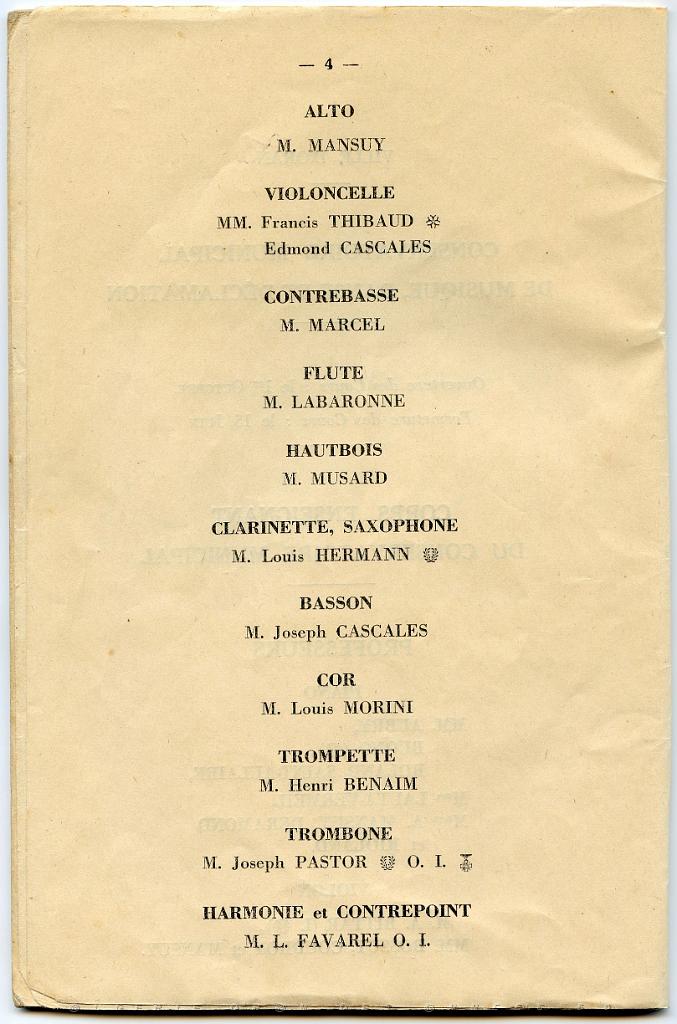 — 4 —
ALTO
M. MANSUY
VIOLONCELLE
MM. Francis THIBAUD
Edmond CASCALES
CONTREBASSE
M. MARCEL
FLUTE
M. LABARONNE
HAUTBOIS
M. MUSARD
CLARINETTE, SAXOPHONE
M. Louis HERMANN
BASSON
M. Joseph CASCALES
COR
M. Louis MORINI
TROMPETTE
M. Henri BENAIM
TROMBONE
M. Joseph PASTOR O. I.
HARMONIE et CONTREPOINT
M. L. FAVAREL O. I.